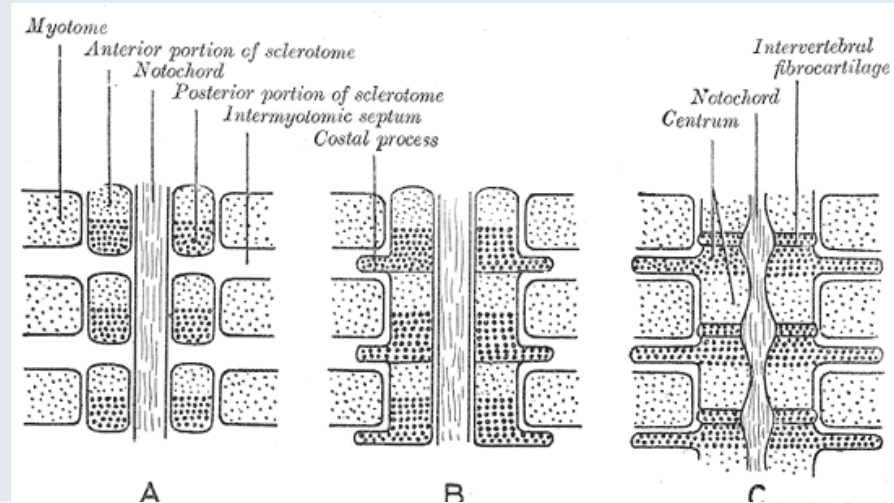 Myotome
Anterior portion of sclerotome
Notochord
Posterior portion of sclerotome
Intermyotomic septum
Costal process
Intervertebral
fibrocartilage
Notochord
Centrum
A
B
C